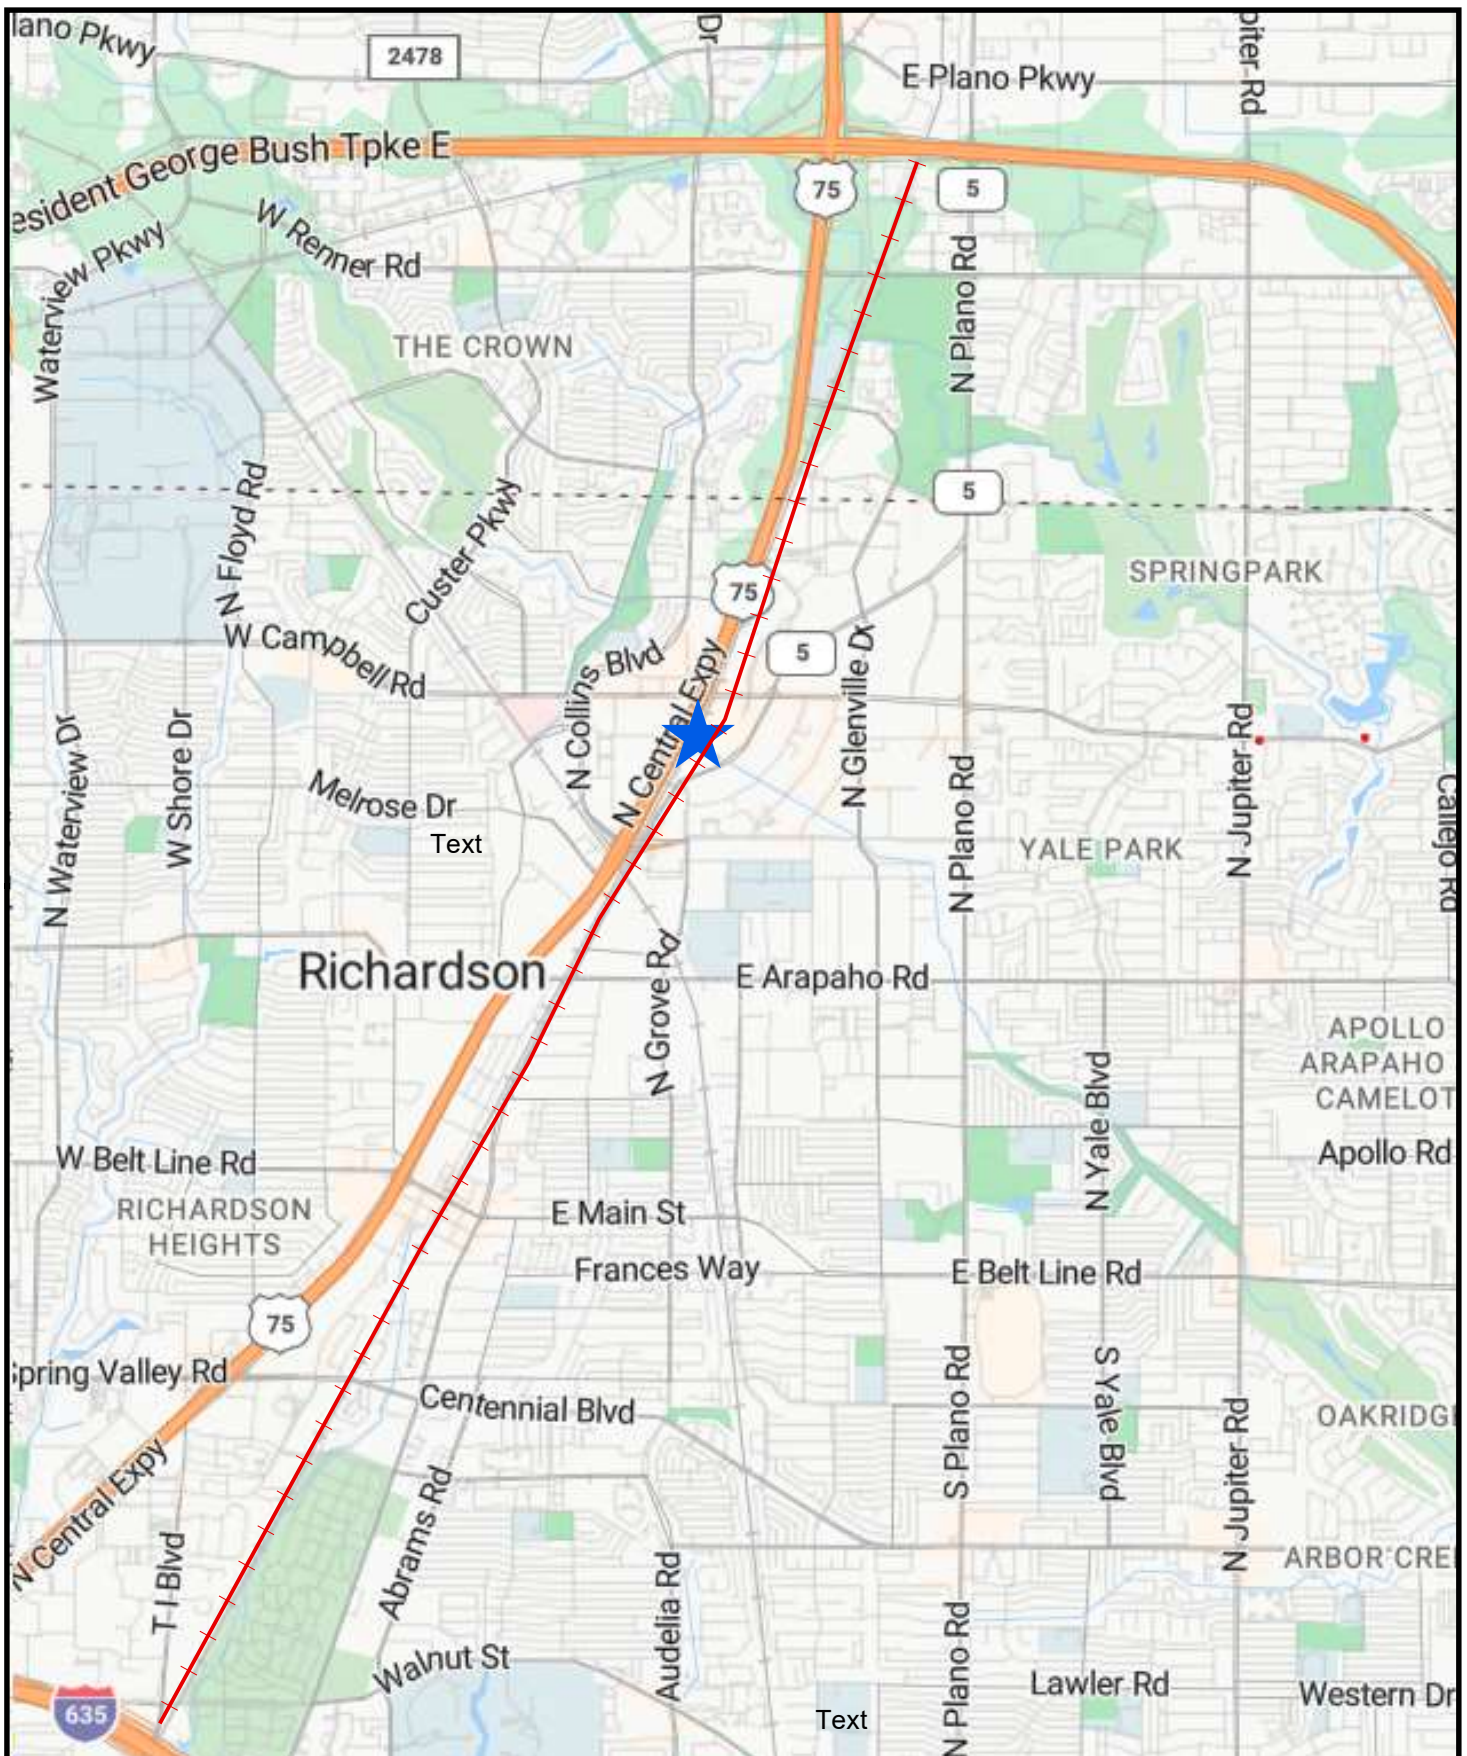 lano Pkwy
2478
Dr
E Plano Pkwy
piter Rd
esident George Bush Tpke E
75
5
W Renner Rd
Waterview Pkwy
N Plano Rd
THE CROWN
N Floyd Rd
Custer Pkwy
5
75
SPRINGPARK
W Campbell Rd
N Collins Blvd
N Central Expy
5
N Glenville Dr
N Waterview Dr
W Shore Dr
Melrose Dr
Text
N Plano Rd
YALE PARK
N Jupiter Rd
Callejo Rd
Richardson
N Grove Rd
E Arapaho Rd
APOLLO
ARAPAHO
CAMELOT
N Yale Blvd
Apollo Rd
W Belt Line Rd
RICHARDSON
HEIGHTS
E Main St
Frances Way
E Belt Line Rd
75
Spring Valley Rd
Centennial Blvd
S Plano Rd
S Yale Blvd
N Jupiter Rd
OAKRIDGE
N Central Expy
T I Blvd
Abrams Rd
Audelia Rd
ARBOR CREE
Walnut St
N Plano Rd
Lawler Rd
Western Dr
635
Text